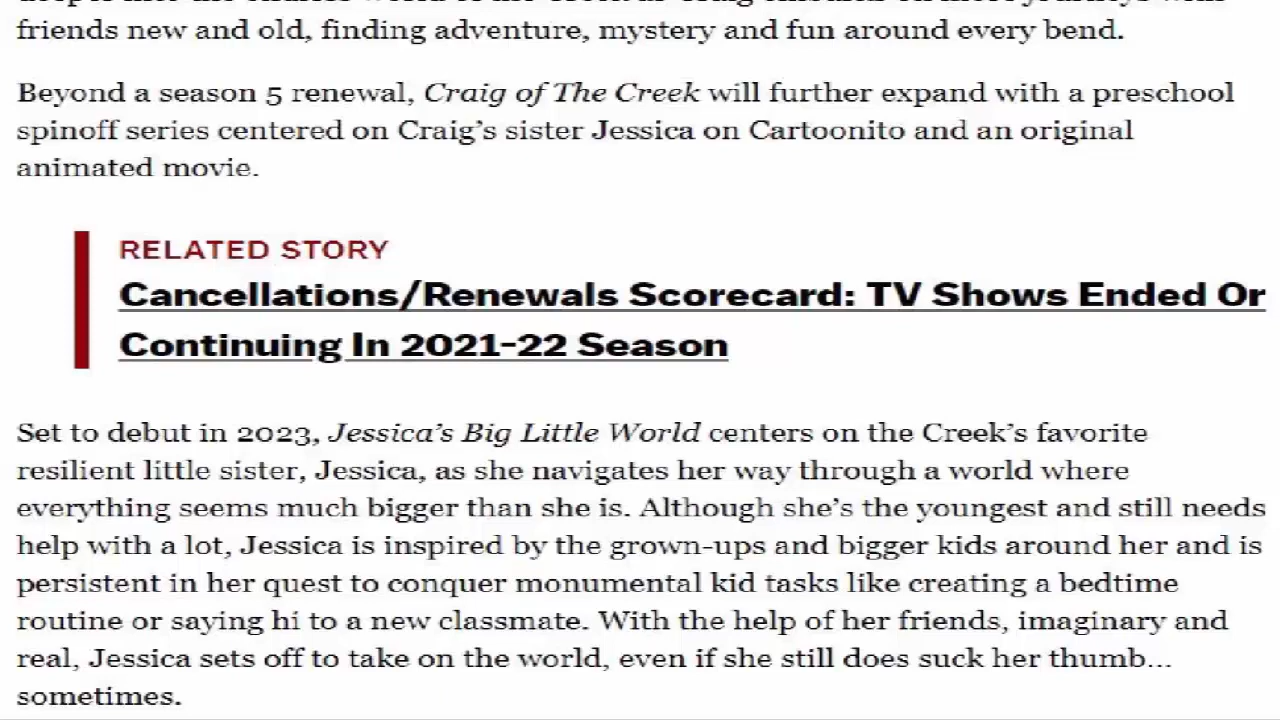 friends new and old, finding adventure, mystery and fun around every bend.
Beyond a season 5 renewal, Craig of The Creek will further expand with a preschool
spinoff series centered on Craig’s sister Jessica on Cartoonito and an original
animated movie.
RELATED STORY
Cancellations/Renewals Scorecard: TV Shows Ended Or
Continuing In 2021-22 Season
Set to debut in 2023, Jessica’s Big Little World centers on the Creek’s favorite
resilient little sister, Jessica, as she navigates her way through a world where
everything seems much bigger than she is. Although she’s the youngest and still needs
help with a lot, Jessica is inspired by the grown-ups and bigger kids around her and is
persistent in her quest to conquer monumental kid tasks like creating a bedtime
routine or saying hi to a new classmate. With the help of her friends, imaginary and
real, Jessica sets off to take on the world, even if she still does suck her thumb…
sometimes.